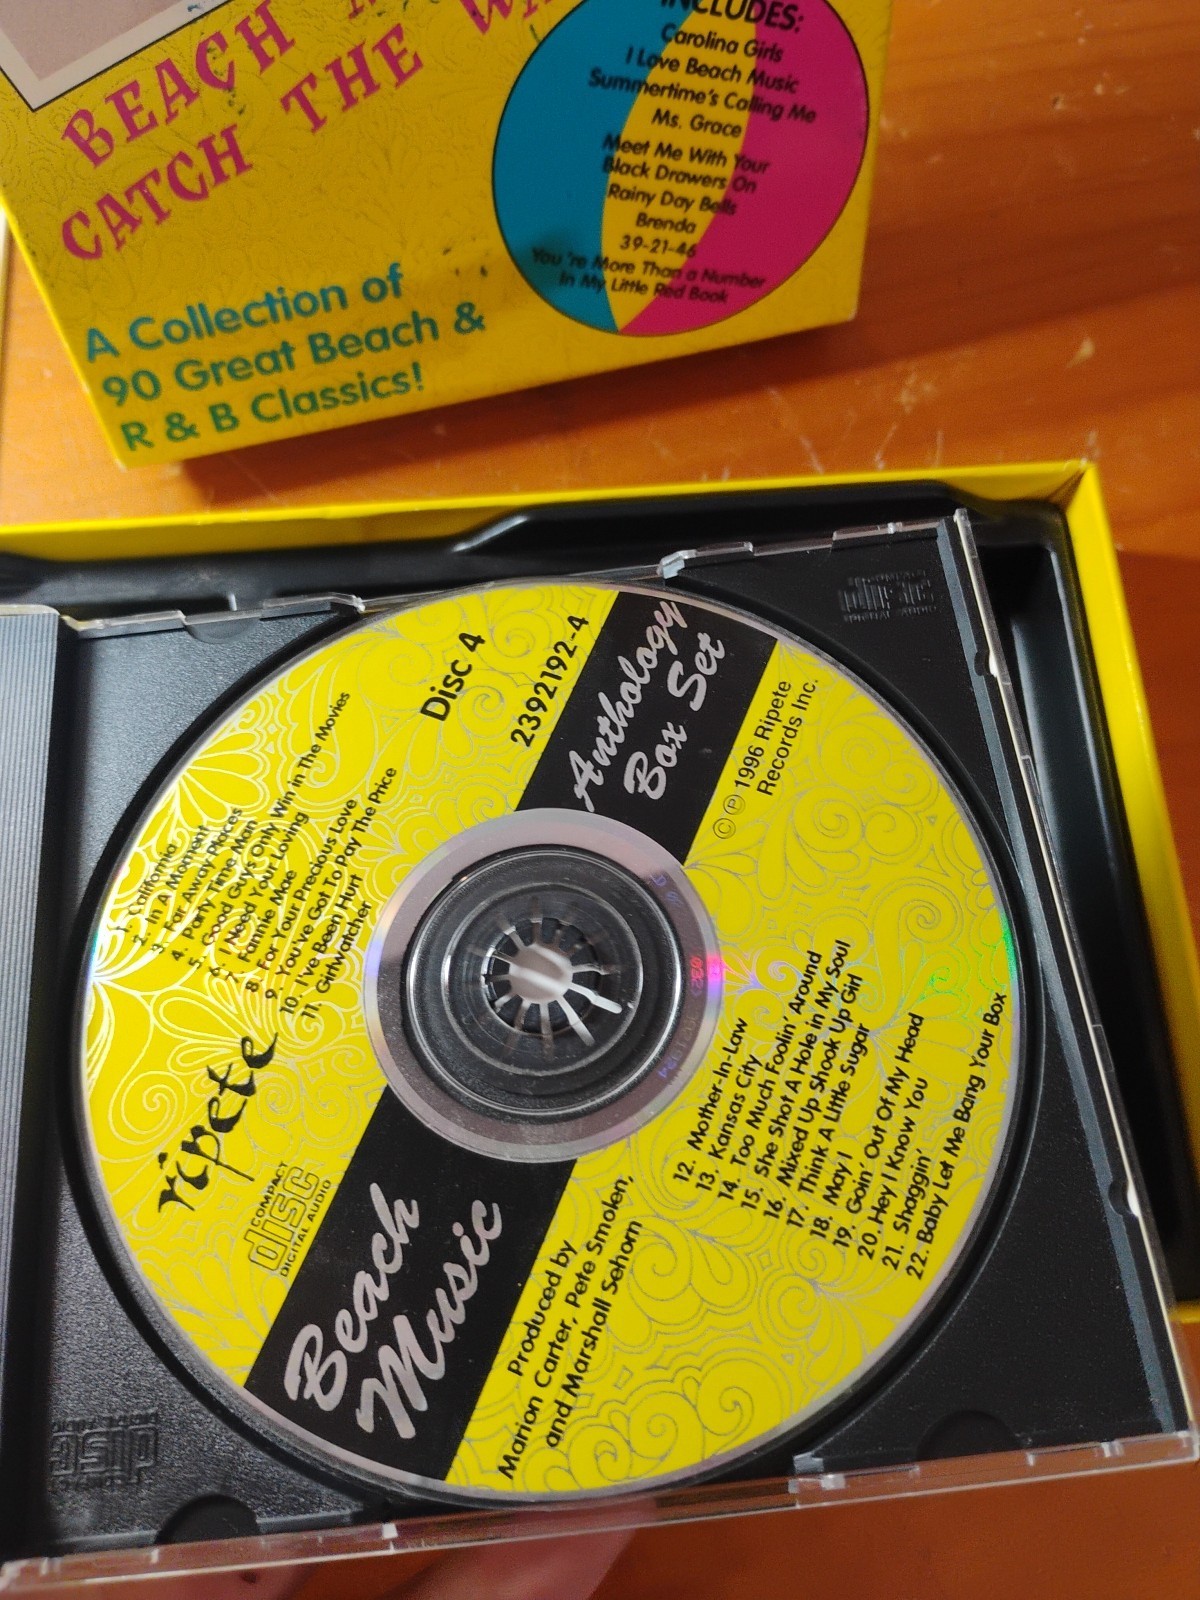 BEACH
CATCH THE
A Collection of
90 Great Beach &
R & B Classics!
INCLUDES:
Carolina Girls
I Love Beach Music
Summertime's Calling Me
Ms. Grace
Meet Me With Your
Black Drawers On
Rainy Day Bells
Brenda
39-21-46
You're More Than a Number
In My Little Red Book
Disc 4
2392192-4
Anthology
Box Set
© ℗ 1996 Ripete
Records Inc.
1. California
2. In A Moment
3. Far Away Places
4. Party Time Man
5. Good Guys Only Win in The Movies
6. I Need Your Loving
7. Fannie Mae
8. For Your Precious Love
9. You've Got To Pay The Price
10. I've Been Hurt
11. Girlwatcher
ripete
COMPACT
disc
DIGITAL AUDIO
Beach
Music
Produced by
Marion Carter, Pete Smolen,
and Marshall Sehorn
12. Mother-In-Law
13. Kansas City
14. Too Much Foolin' Around
15. She Shot A Hole in My Soul
16. Mixed Up Shook Up Girl
17. Think A Little Sugar
18. May I
19. Goin' Out Of My Head
20. Hey I Know You
21. Shaggin'
22. Baby Let Me Bang Your Box
COMPACT
disc
DIGITAL AUDIO
disc